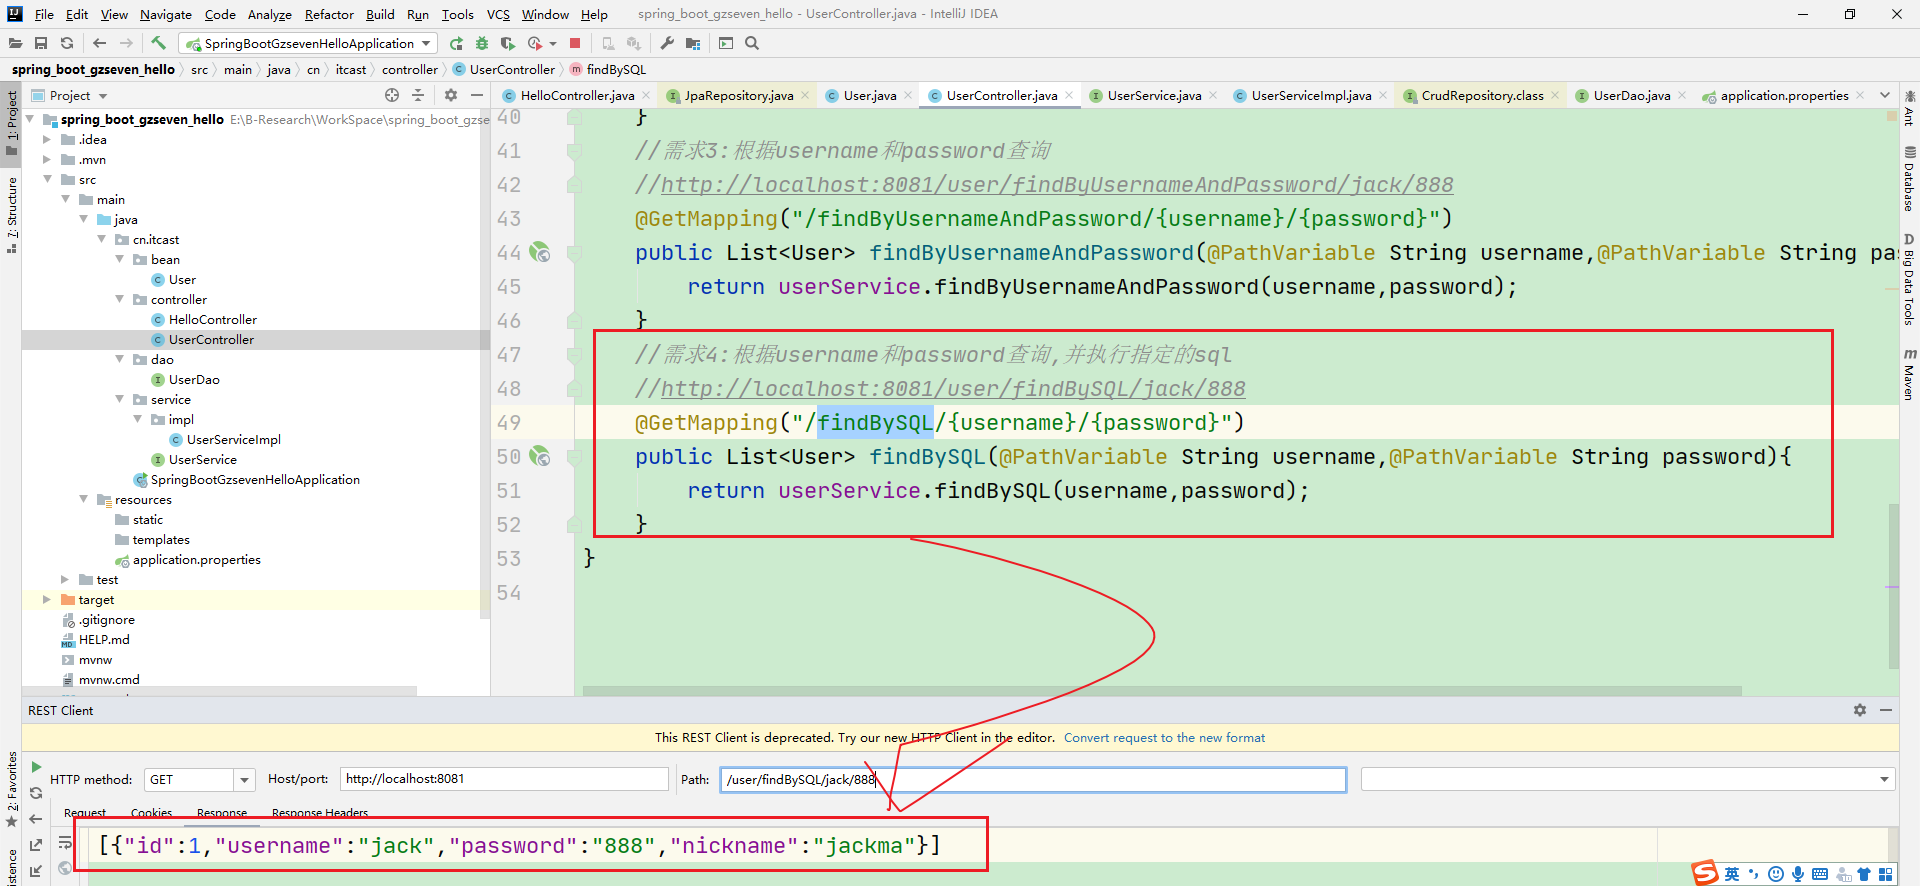 File Edit View Navigate Code Analyze Refactor Build Run Tools VCS Window Help spring_boot_gzseven_hello - UserController.java - IntelliJ IDEA
SpringBootGzsevenHelloApplication
spring_boot_gzseven_hello src main java cn itcast controller UserController findBySQL
Project
HelloController.java JpaRepository.java User.java UserController.java UserService.java UserServiceImpl.java CrudRepository.class UserDao.java application.properties
1: Project
7: Structure
2: Favorites
Ant
Database
Big Data Tools
Maven
spring_boot_gzseven_hello E:\B-Research\WorkSpace\spring_boot_gzse
.idea
.mvn
src
main
java
cn.itcast
bean
User
controller
HelloController
UserController
dao
UserDao
service
impl
UserServiceImpl
UserService
SpringBootGzsevenHelloApplication
resources
static
templates
application.properties
test
target
.gitignore
HELP.md
mvnw
mvnw.cmd
40 }
41 //需求3:根据username和password查询
42 //http://localhost:8081/user/findByUsernameAndPassword/jack/888
43 @GetMapping("/findByUsernameAndPassword/{username}/{password}")
44 public List<User> findByUsernameAndPassword(@PathVariable String username,@PathVariable String pas
45 return userService.findByUsernameAndPassword(username,password);
46 }
47 //需求4:根据username和password查询,并执行指定的sql
48 //http://localhost:8081/user/findBySQL/jack/888
49 @GetMapping("/findBySQL/{username}/{password}")
50 public List<User> findBySQL(@PathVariable String username,@PathVariable String password){
51 return userService.findBySQL(username,password);
52 }
53 }
54
REST Client
This REST Client is deprecated. Try our new HTTP Client in the editor. Convert request to the new format
HTTP method: GET Host/port: http://localhost:8081 Path: /user/findBySQL/jack/888
Request Cookies Response Response Headers
[{"id":1,"username":"jack","password":"888","nickname":"jackma"}]
英